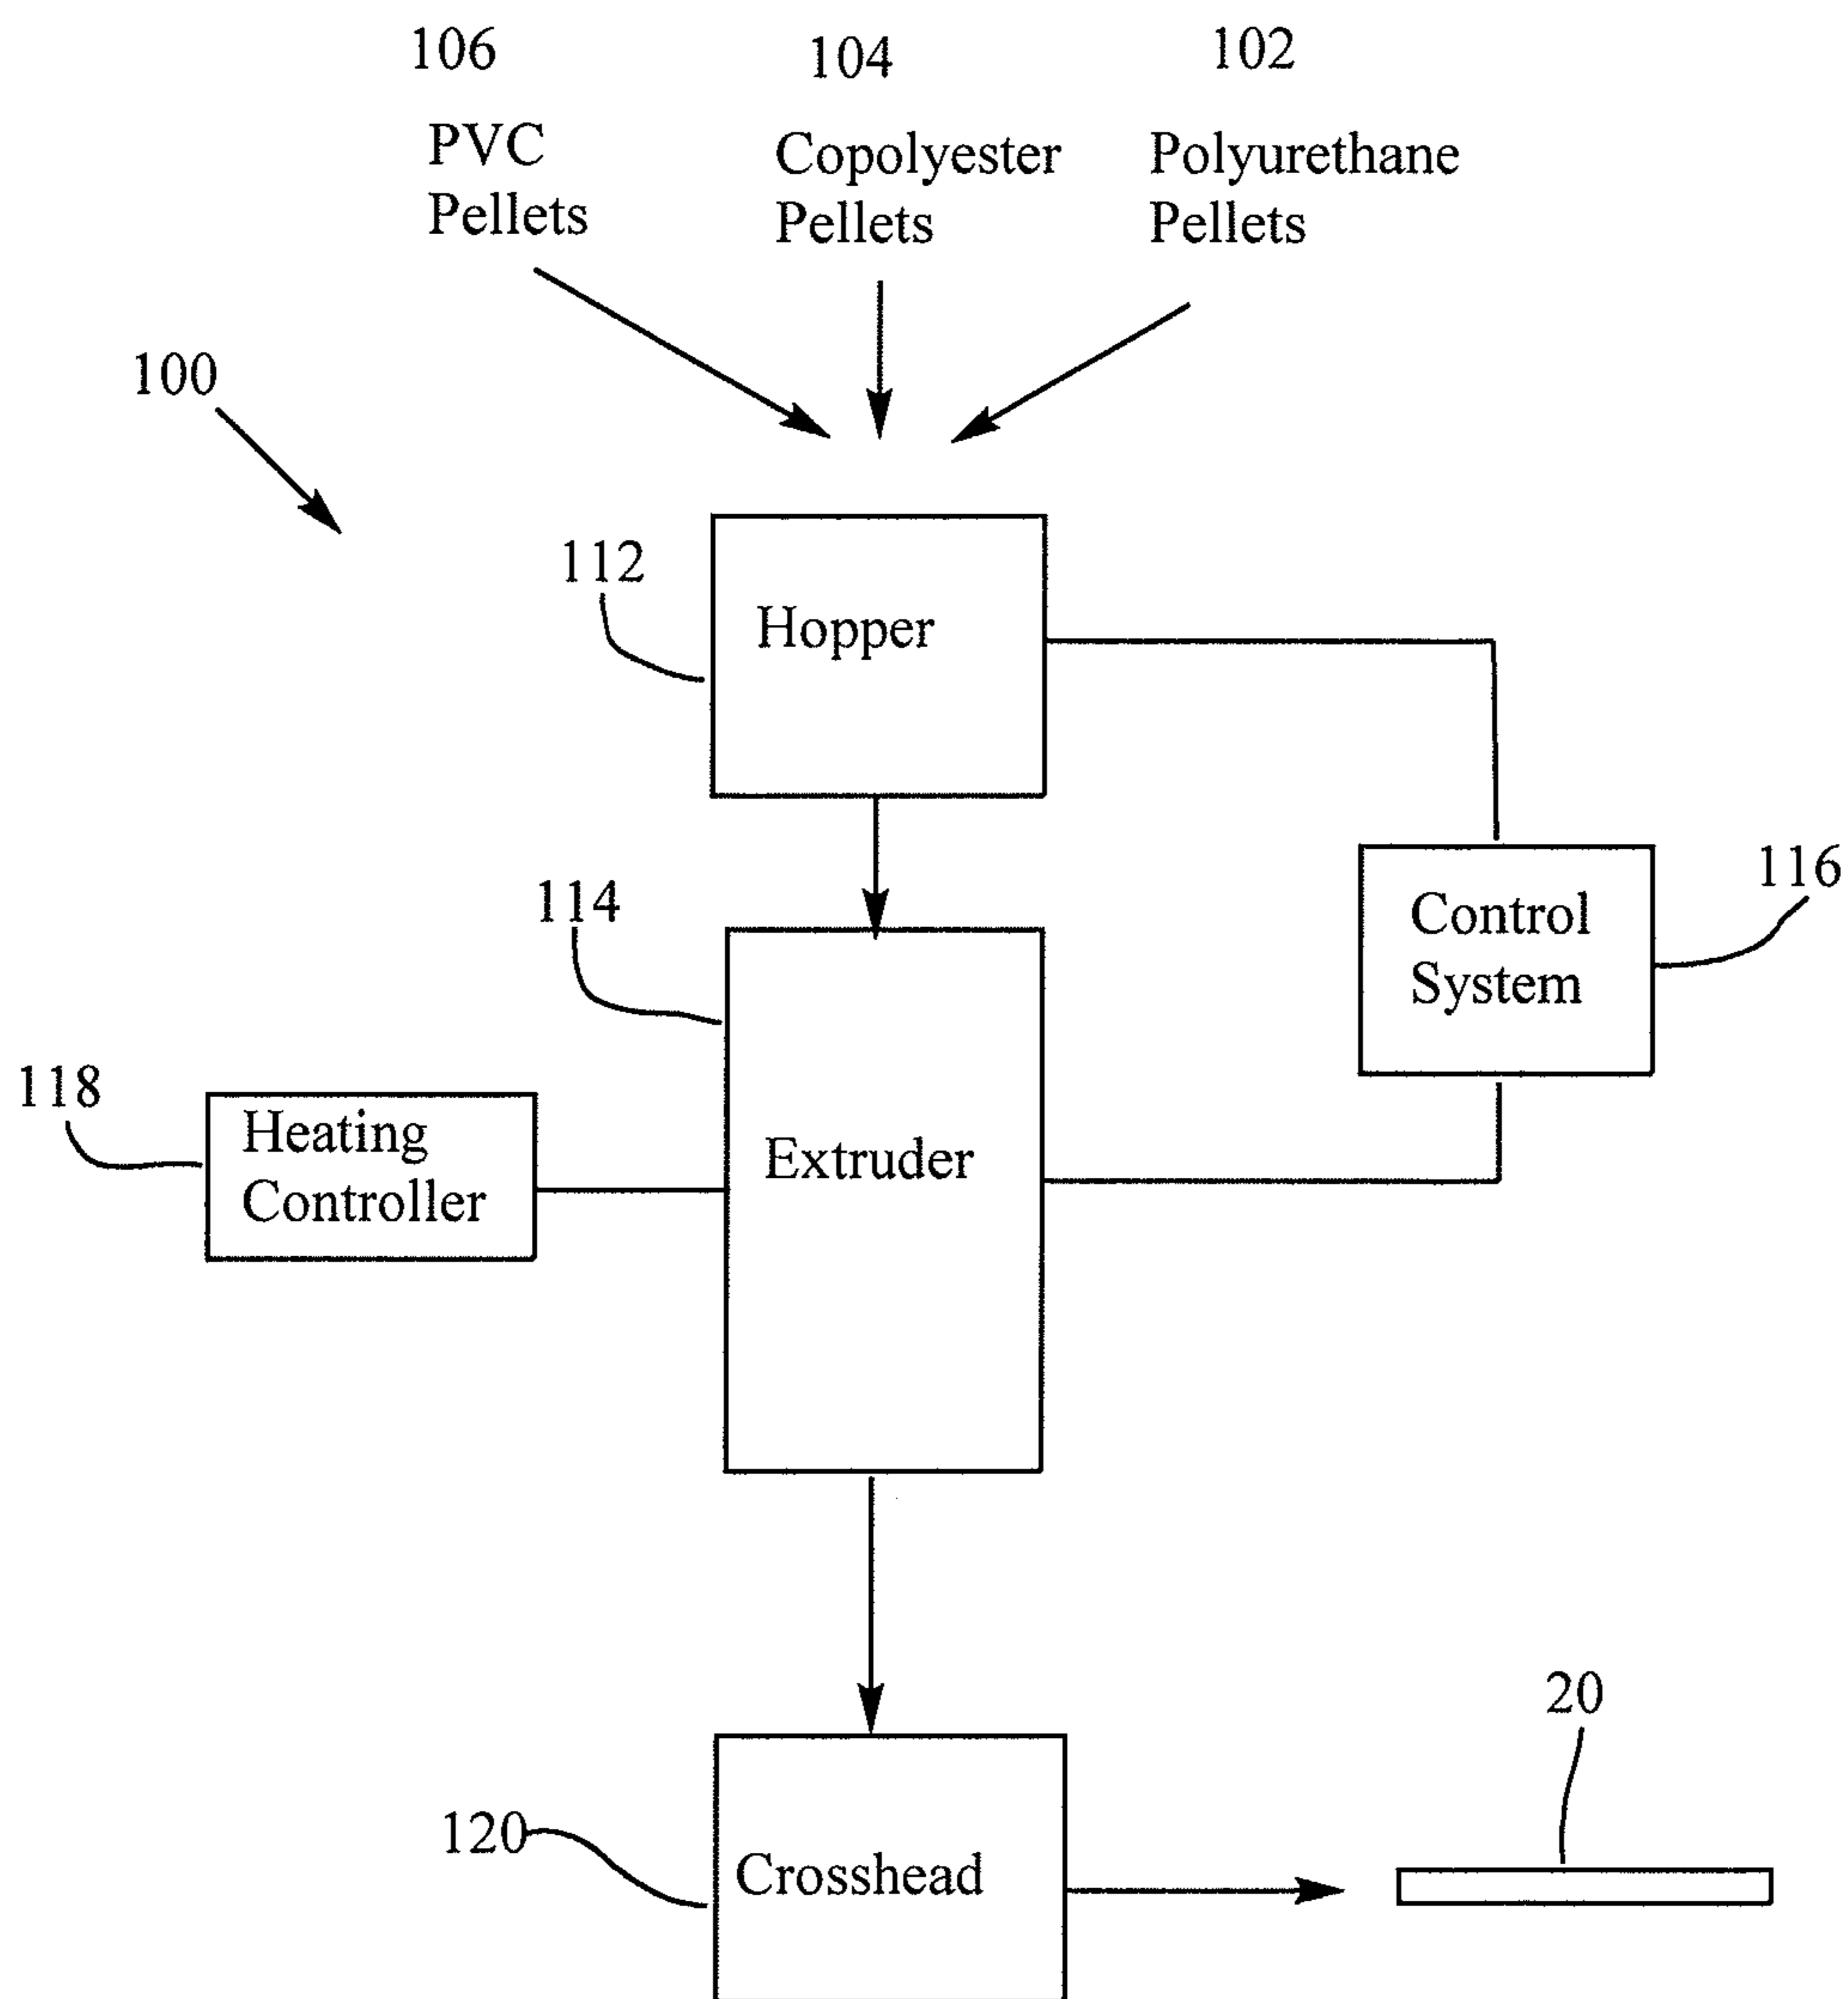 106
104
102
PVC
Pellets
Copolyester
Pellets
Polyurethane
Pellets
100
112
Hopper
116
Control
System
114
118
Heating
Controller
Extruder
20
120
Crosshead